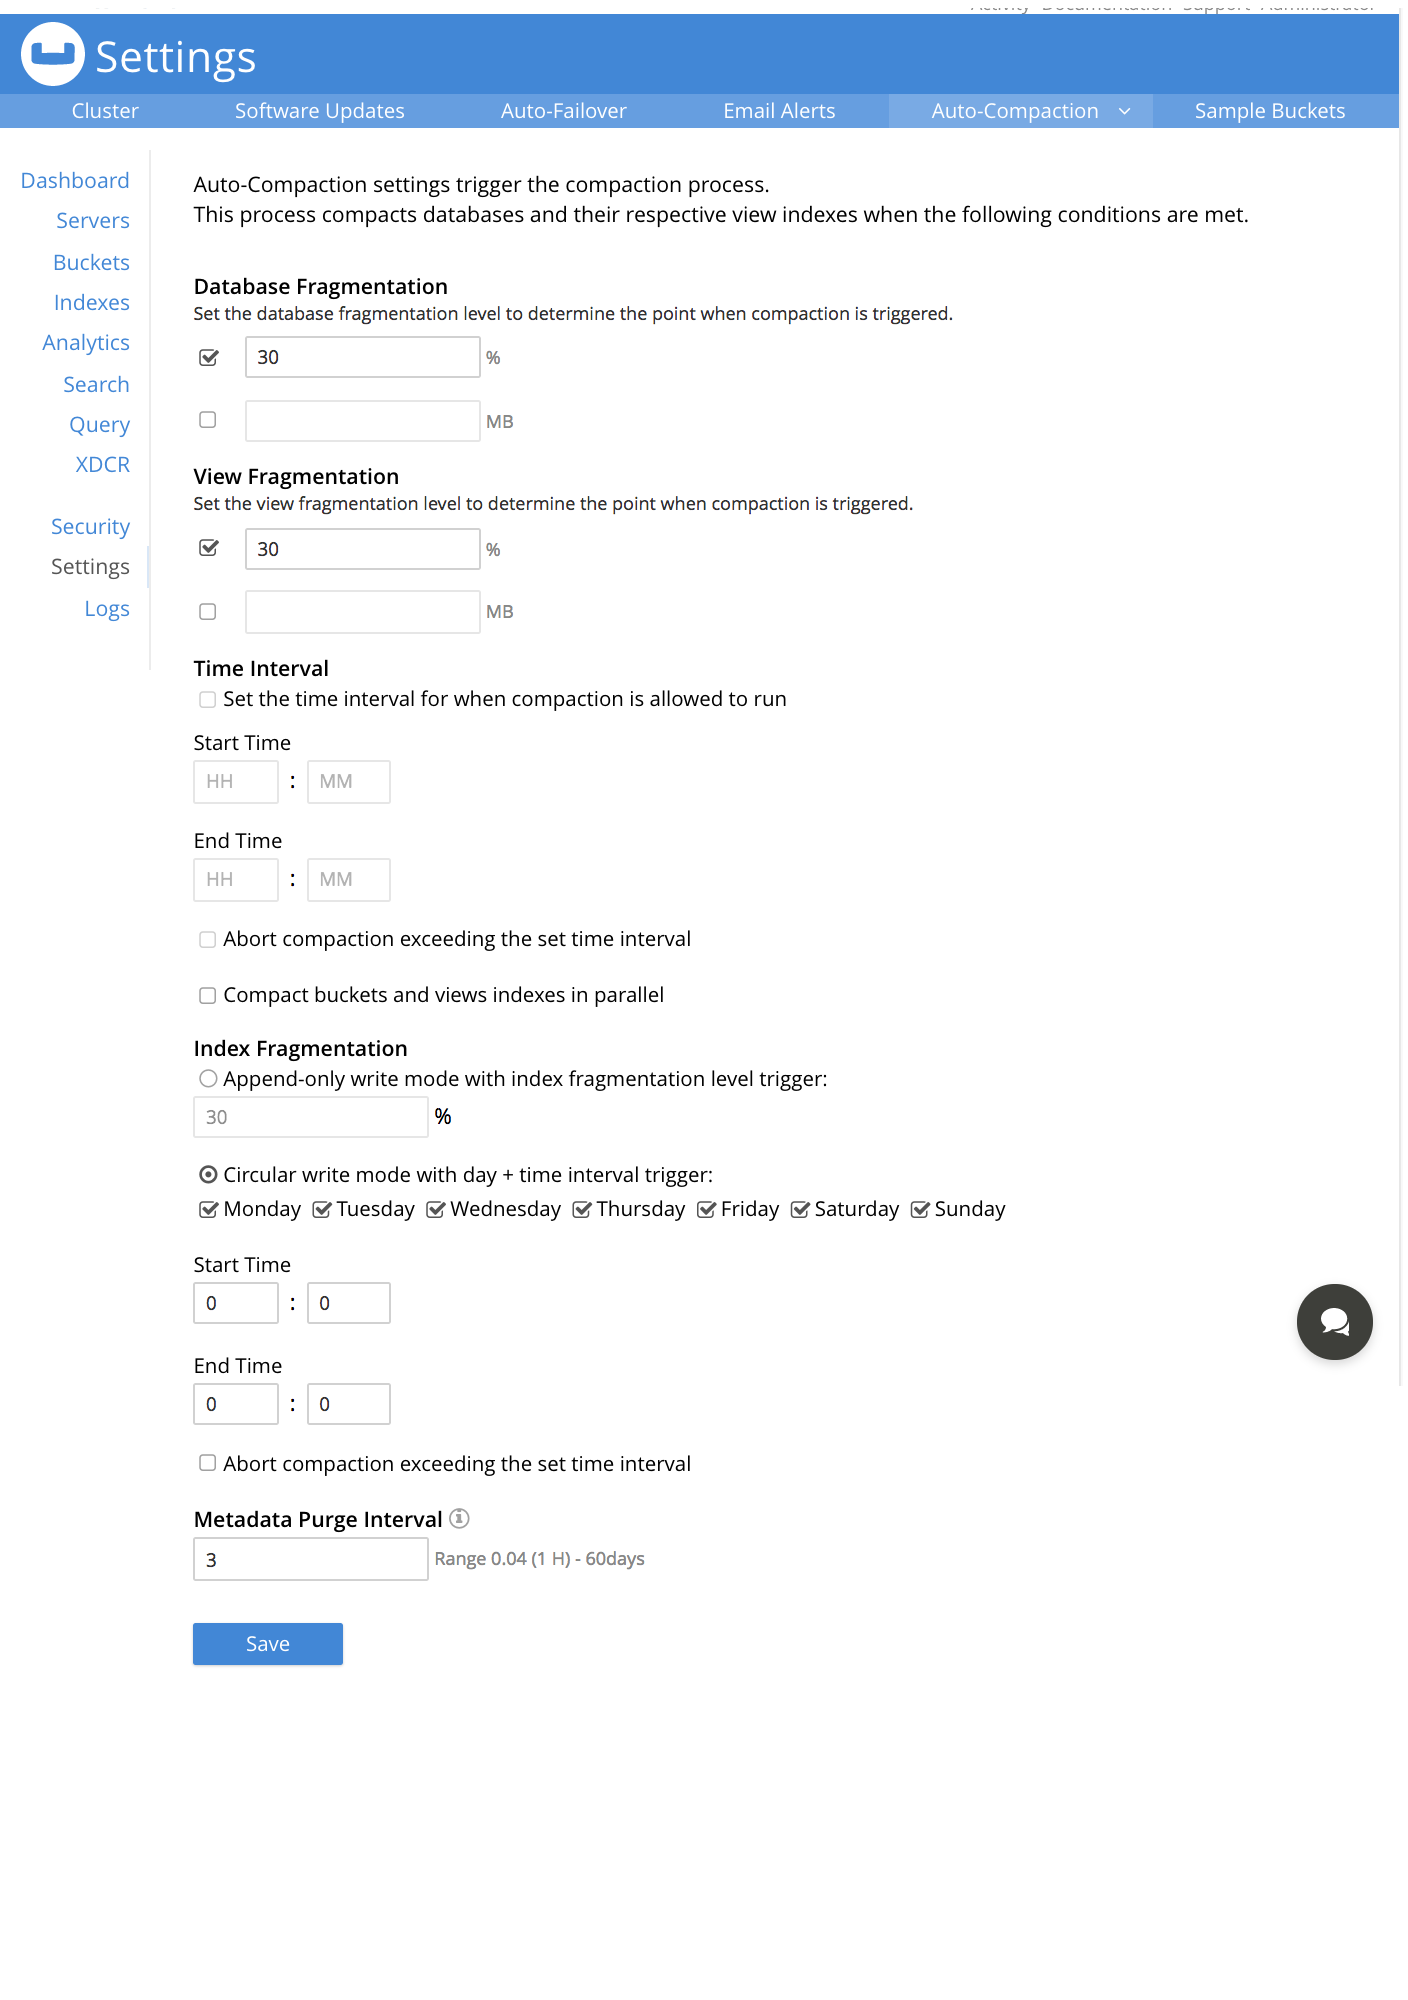 Activity Documentation Support Administrator
Settings
Cluster Software Updates Auto-Failover Email Alerts Auto-Compaction Sample Buckets
Dashboard
Servers
Buckets
Indexes
Analytics
Search
Query
XDCR
Security
Settings
Logs
Auto-Compaction settings trigger the compaction process.
This process compacts databases and their respective view indexes when the following conditions are met.
Database Fragmentation
Set the database fragmentation level to determine the point when compaction is triggered.
30 %
MB
View Fragmentation
Set the view fragmentation level to determine the point when compaction is triggered.
30 %
MB
Time Interval
Set the time interval for when compaction is allowed to run
Start Time
HH : MM
End Time
HH : MM
Abort compaction exceeding the set time interval
Compact buckets and views indexes in parallel
Index Fragmentation
Append-only write mode with index fragmentation level trigger:
30 %
Circular write mode with day + time interval trigger:
Monday Tuesday Wednesday Thursday Friday Saturday Sunday
Start Time
0 : 0
End Time
0 : 0
Abort compaction exceeding the set time interval
Metadata Purge Interval
3 Range 0.04 (1 H) - 60days
Save